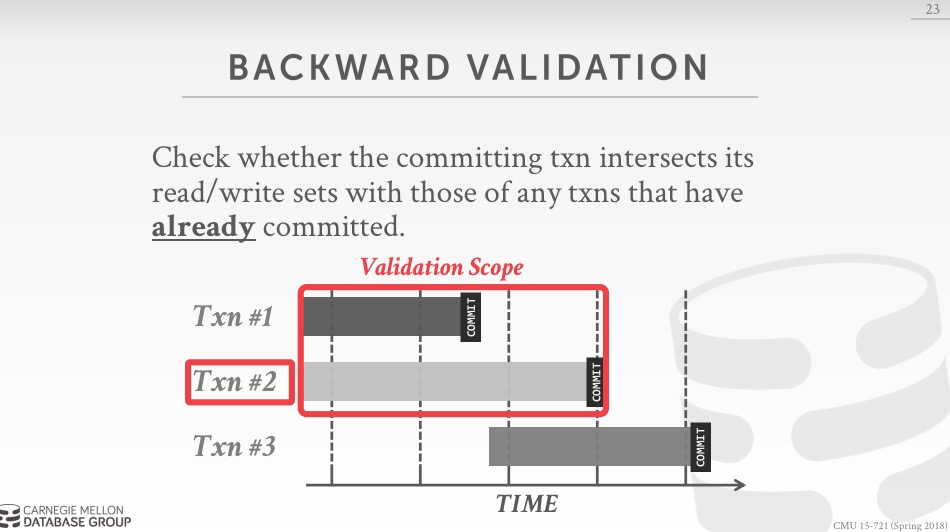 23
BACKWARD VALIDATION
Check whether the committing txn intersects its
read/write sets with those of any txns that have
already committed.
Validation Scope
Txn #1
COMMIT
Txn #2
COMMIT
Txn #3
COMMIT
TIME
CARNEGIE MELLON
DATABASE GROUP
CMU 15-721 (Spring 2018)